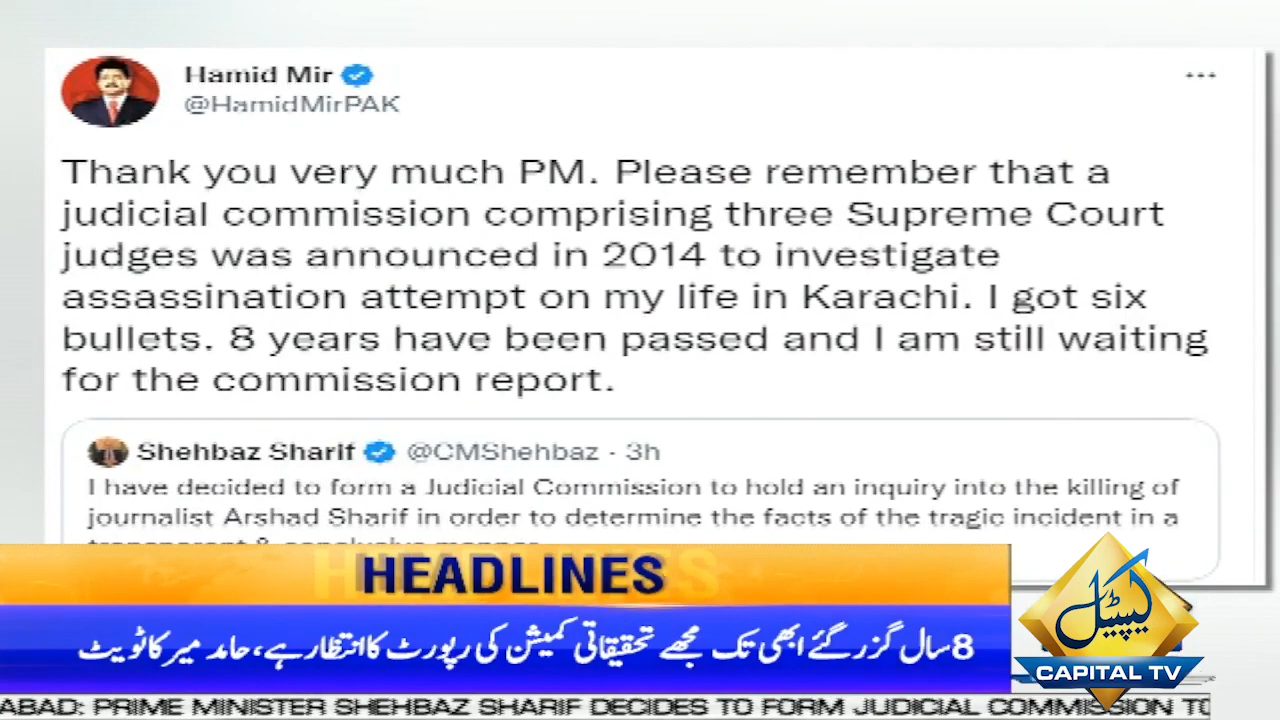 Hamid Mir
@HamidMirPAK
Thank you very much PM. Please remember that a
judicial commission comprising three Supreme Court
judges was announced in 2014 to investigate
assassination attempt on my life in Karachi. I got six
bullets. 8 years have been passed and I am still waiting
for the commission report.
Shehbaz Sharif @CMShehbaz · 3h
I have decided to form a Judicial Commission to hold an inquiry into the killing of
journalist Arshad Sharif in order to determine the facts of the tragic incident in a
HEADLINES
8 سال گزر گئے ابھی تک مجھے تحقیقاتی کمیشن کی رپورٹ کا انتظار ہے، حامد میر کا ٹویٹ
کیپیٹل
CAPITAL TV
ABAD: PRIME MINISTER SHEHBAZ SHARIF DECIDES TO FORM JUDICIAL COMMISSION TO